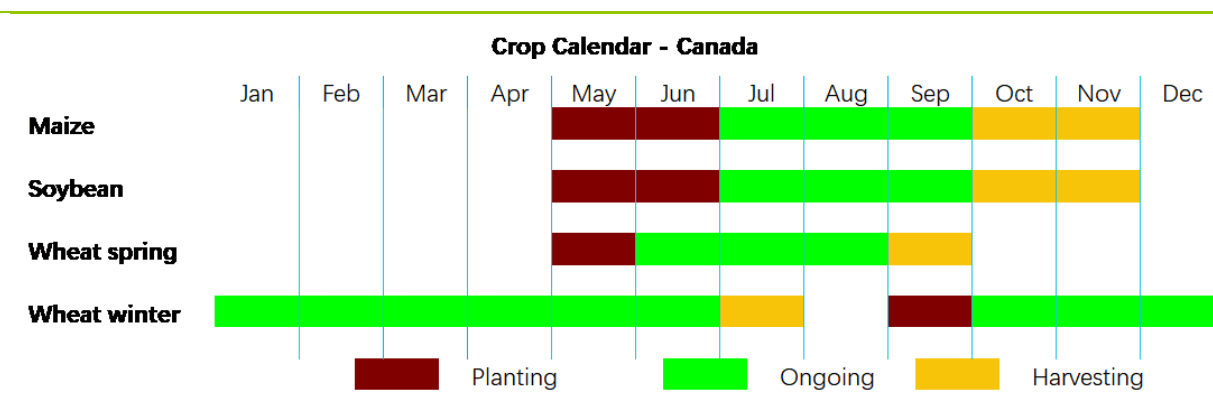 Crop Calendar - Canada
Jan Feb Mar Apr May Jun Jul Aug Sep Oct Nov Dec
Maize
Soybean
Wheat spring
Wheat winter
Planting Ongoing Harvesting